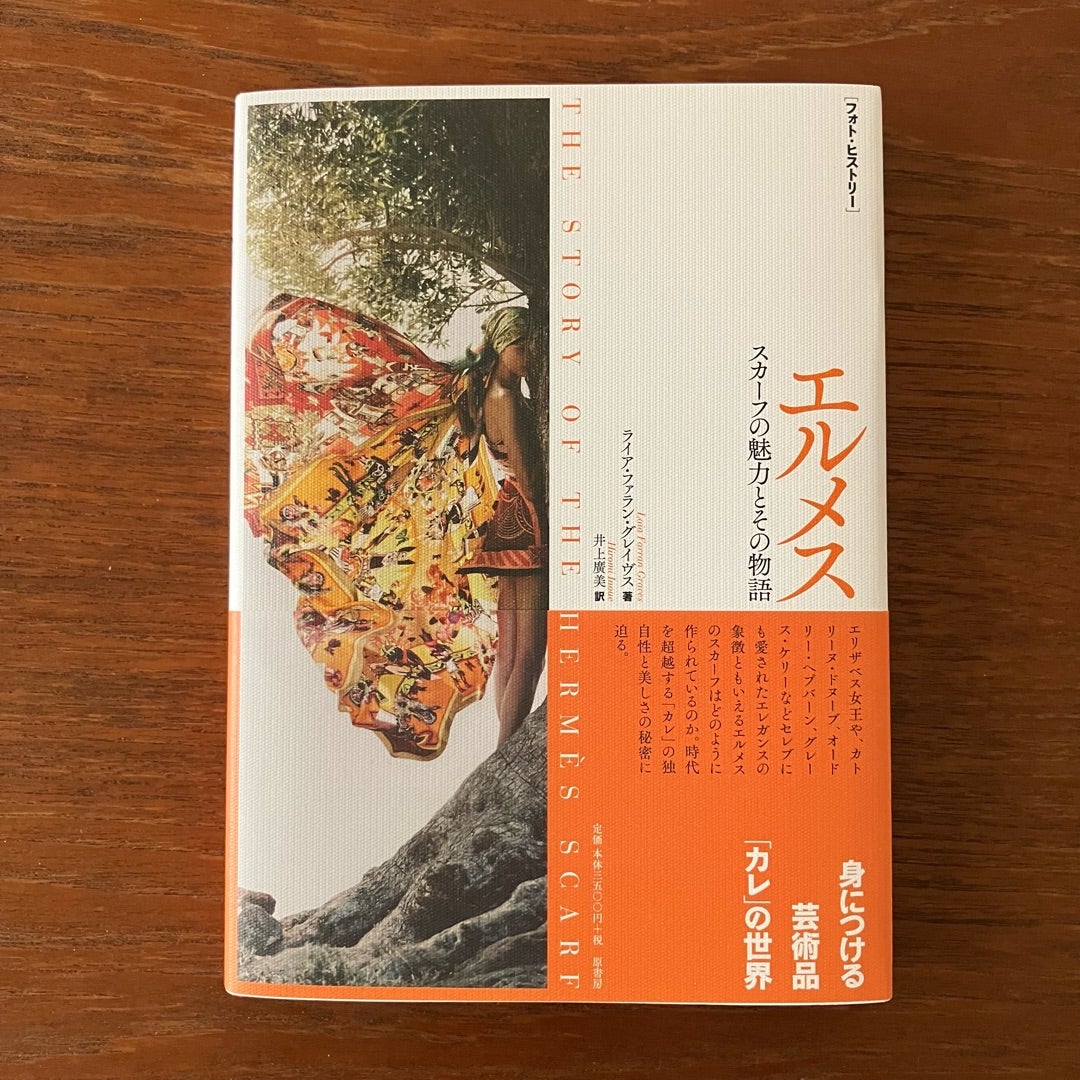 [フォト・ヒストリー]
エルメス
スカーフの魅力とその物語
ライア・ファラン・グレイヴス 著
Laia Farran Graves
井上廣美 訳
Hiromi Inoue
THE STORY OF THE HERMÉS SCARF
エリザベス女王や、カト
リーヌ・ドヌーブ、オード
リー・ヘプバーン、グレー
ス・ケリーなどセレブに
も愛されたエレガンスの
象徴ともいえるエルメス
のスカーフはどのように
作られているのか。時代
を超越する「カレ」の独
自性と美しさの秘密に
迫る。
身につける
芸術品
「カレ」の世界
定価 本体三五〇〇円+税 原書房